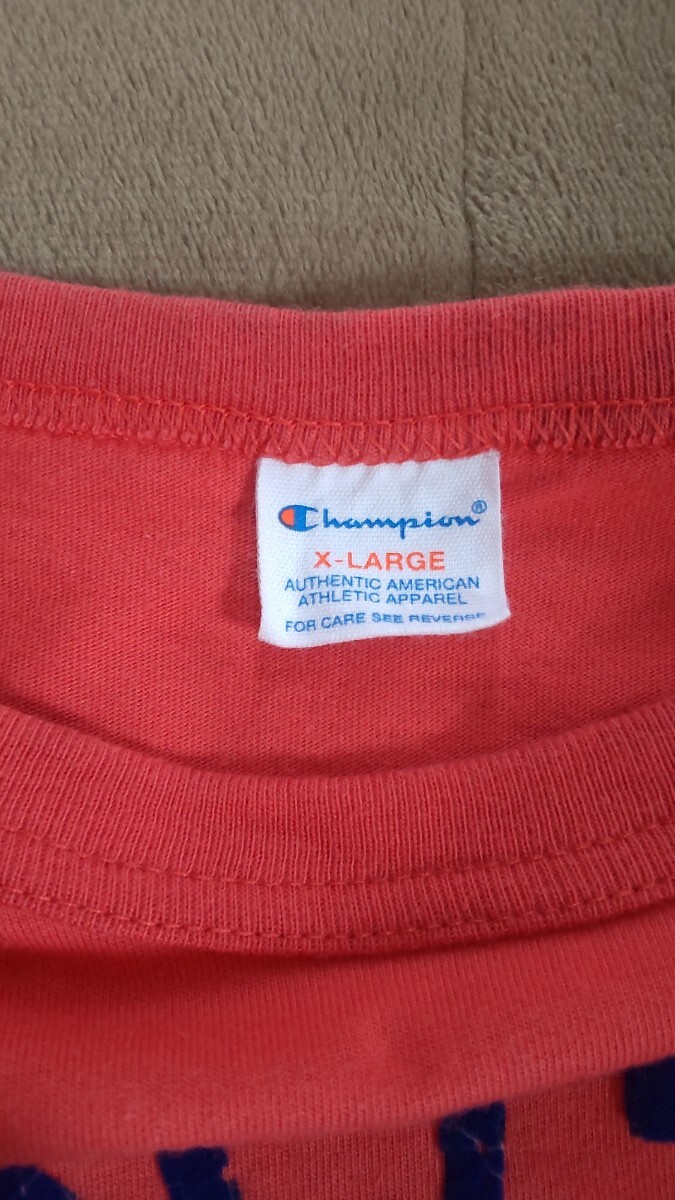 Champion®
X-LARGE
AUTHENTIC AMERICAN
ATHLETIC APPAREL
FOR CARE SEE REVERSE